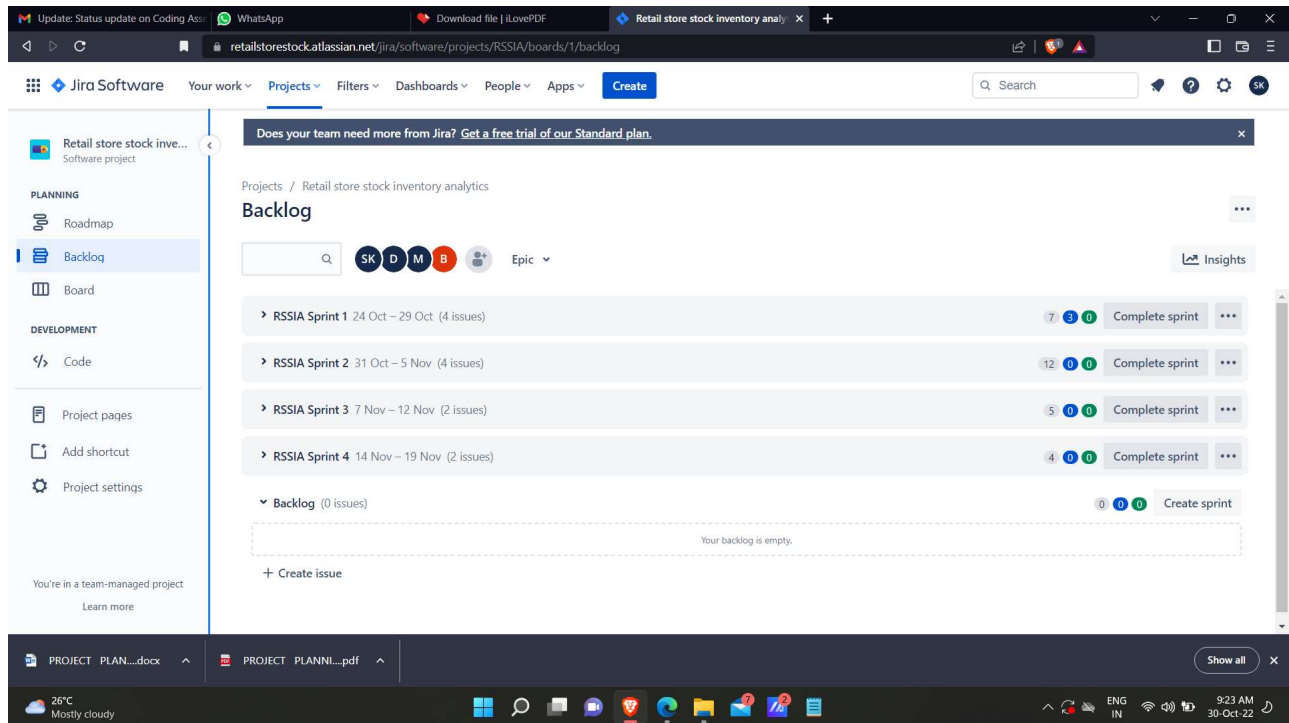 Update: Status update on Coding Asse
WhatsApp
Download file | iLovePDF
Retail store stock inventory analy
retailstorestock.atlassian.net/jira/software/projects/RSSIA/boards/1/backlog
Jira Software Your work Projects Filters Dashboards People Apps Create Search SK
Does your team need more from Jira? Get a free trial of our Standard plan.
Retail store stock inve...
Software project
PLANNING
Roadmap
Backlog
Board
DEVELOPMENT
Code
Project pages
Add shortcut
Project settings
You're in a team-managed project
Learn more
Projects / Retail store stock inventory analytics
Backlog
SK D M B Epic Insights
RSSIA Sprint 1 24 Oct – 29 Oct (4 issues) 7 3 0 Complete sprint
RSSIA Sprint 2 31 Oct – 5 Nov (4 issues) 12 0 0 Complete sprint
RSSIA Sprint 3 7 Nov – 12 Nov (2 issues) 5 0 0 Complete sprint
RSSIA Sprint 4 14 Nov – 19 Nov (2 issues) 4 0 0 Complete sprint
Backlog (0 issues) 0 0 0 Create sprint
Your backlog is empty.
+ Create issue
PROJECT PLAN....docx PROJECT PLANNI....pdf Show all
26°C
Mostly cloudy
7
2
ENG
IN
9:23 AM
30-Oct-22